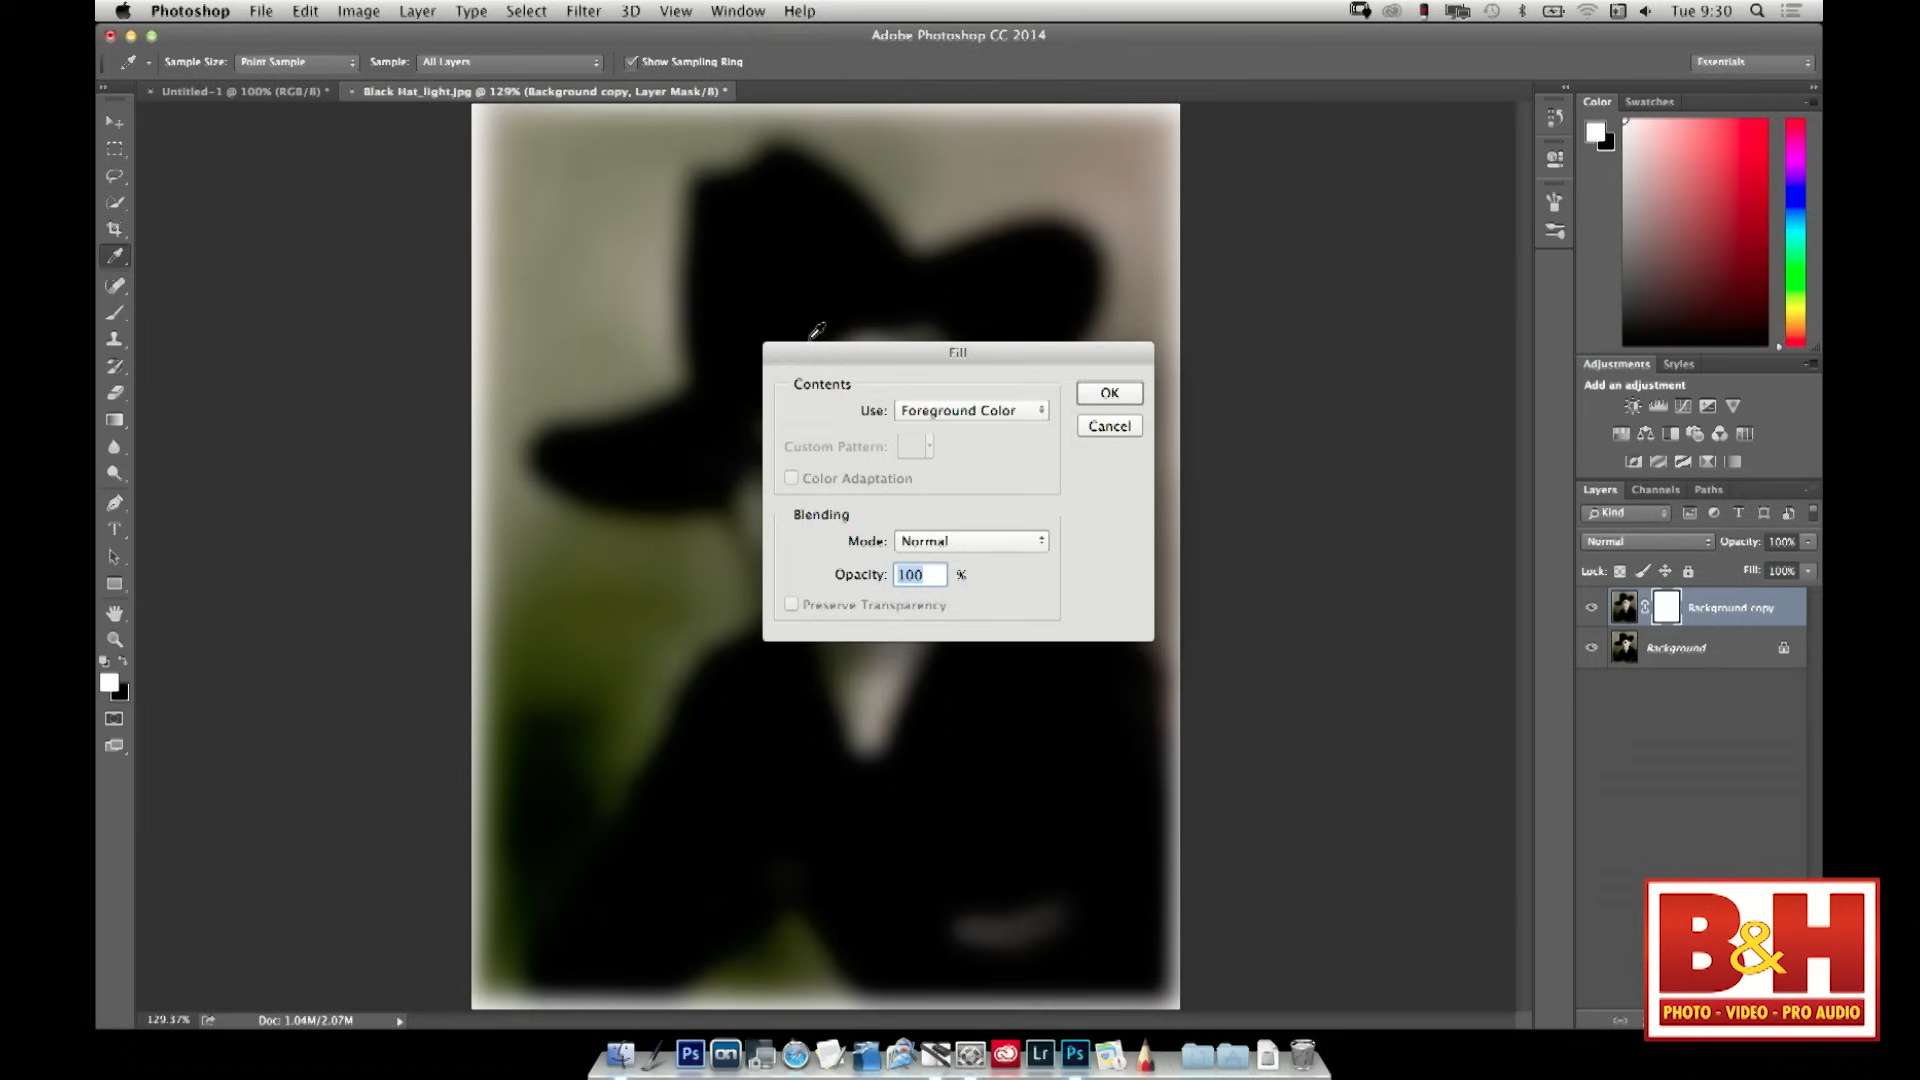 Photoshop File Edit Image Layer Type Select Filter 3D View Window Help Tue 9:30
Adobe Photoshop CC 2014
Sample Size: Point Sample Sample: All Layers Show Sampling Ring Essentials
Untitled-1 @ 100% (RGB/8) * Black Hat_light.jpg @ 129% (Background copy, Layer Mask/8) *
Color Swatches
Fill
Adjustments Styles
Contents
Add an adjustment
OK
Use: Foreground Color
Cancel
Custom Pattern:
Color Adaptation
Layers Channels Paths
Kind
Blending
Mode: Normal
Normal Opacity: 100%
Opacity: 100 %
Lock: Fill: 100%
Preserve Transparency
Background copy
Background
B&H
PHOTO - VIDEO - PRO AUDIO
129.37% Doc: 1.04M/2.07M
Ps ON Lr Ps